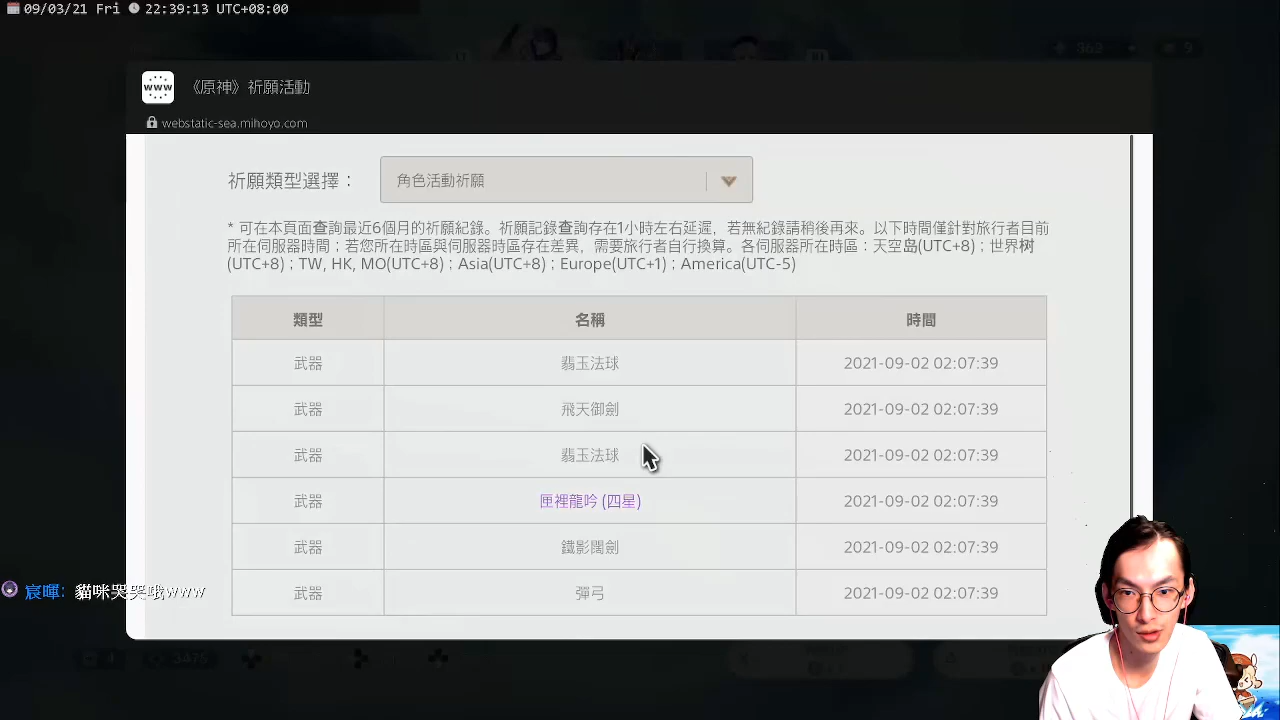 09/03/21 Fri 22:39:13 UTC+08:00
869
9
www
《原神》祈願活動
webstatic-sea.mihoyo.com
祈願類型選擇：
角色活動祈願
* 可在本頁面查詢最近6個月的祈願紀錄。祈願記錄查詢存在1小時左右延遲，若無紀錄請稍後再來。以下時間僅針對旅行者目前
所在伺服器時間；若您所在時區與伺服器時區存在差異，需要旅行者自行換算。各伺服器所在時區：天空岛(UTC+8)；世界树
(UTC+8)；TW, HK, MO(UTC+8)；Asia(UTC+8)；Europe(UTC+1)；America(UTC-5)
類型 名稱 時間
武器 翡玉法球 2021-09-02 02:07:39
武器 飛天御劍 2021-09-02 02:07:39
武器 翡玉法球 2021-09-02 02:07:39
武器 匣裡龍吟 (四星) 2021-09-02 02:07:39
武器 鐵影闊劍 2021-09-02 02:07:39
武器 彈弓 2021-09-02 02:07:39
宸暉: 貓咪哭哭哦www
3475